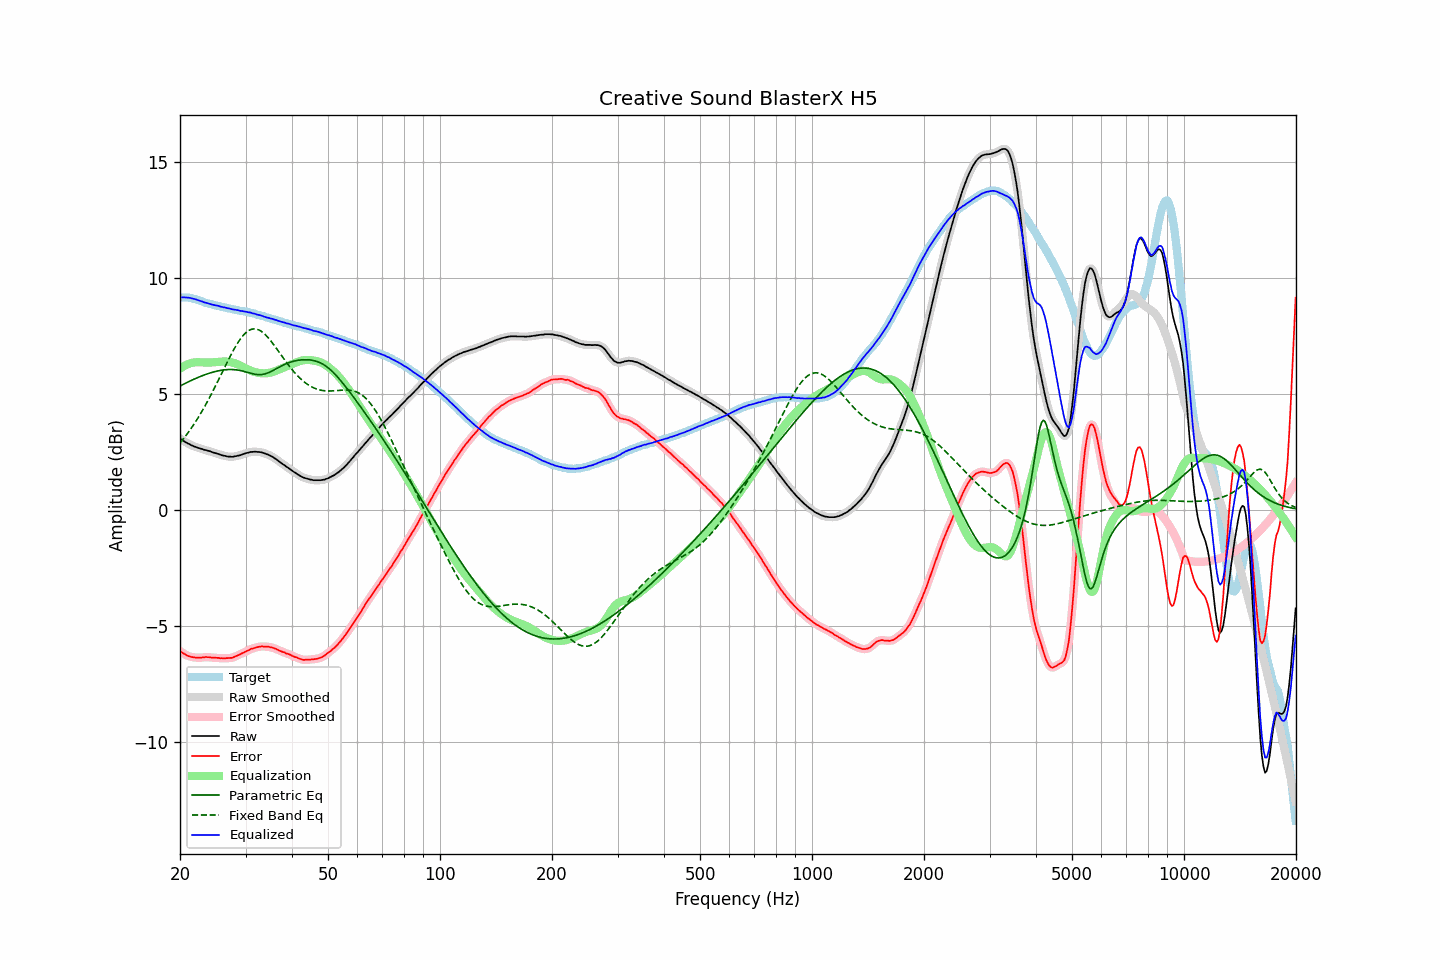 Creative Sound BlasterX H5
Amplitude (dBr)
15
10
5
0
−5
−10
Target
Raw Smoothed
Error Smoothed
Raw
Error
Equalization
Parametric Eq
Fixed Band Eq
Equalized
20 50 100 200 500 1000 2000 5000 10000 20000
Frequency (Hz)